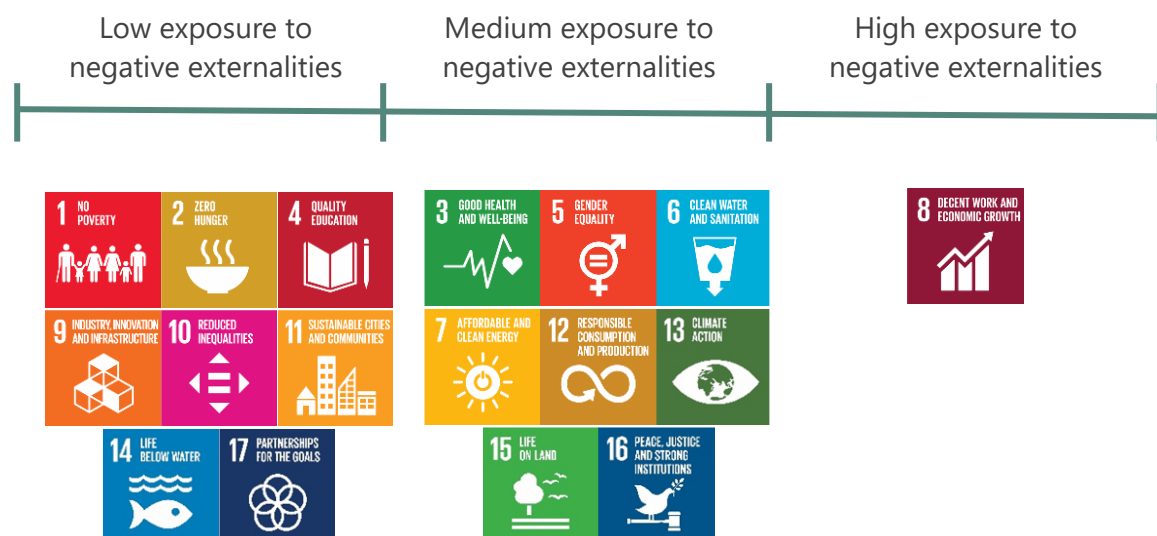 Low exposure to
negative externalities
Medium exposure to
negative externalities
High exposure to
negative externalities
1 NO
POVERTY
2 ZERO
HUNGER
4 QUALITY
EDUCATION
3 GOOD HEALTH
AND WELL-BEING
5 GENDER
EQUALITY
6 CLEAN WATER
AND SANITATION
8 DECENT WORK AND
ECONOMIC GROWTH
9 INDUSTRY, INNOVATION
AND INFRASTRUCTURE
10 REDUCED
INEQUALITIES
11 SUSTAINABLE CITIES
AND COMMUNITIES
7 AFFORDABLE AND
CLEAN ENERGY
12 RESPONSIBLE
CONSUMPTION
AND PRODUCTION
13 CLIMATE
ACTION
14 LIFE
BELOW WATER
17 PARTNERSHIPS
FOR THE GOALS
15 LIFE
ON LAND
16 PEACE, JUSTICE
AND STRONG
INSTITUTIONS